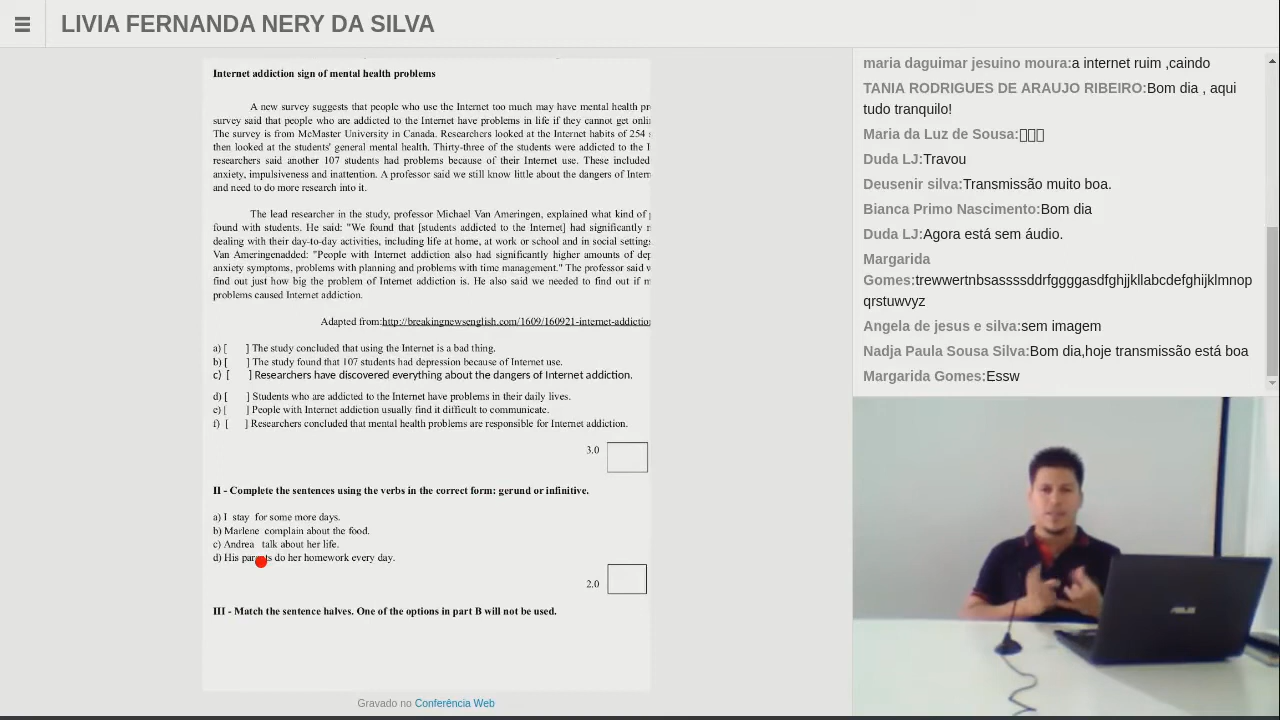 LIVIA FERNANDA NERY DA SILVA
Internet addiction sign of mental health problems
A new survey suggests that people who use the Internet too much may have mental health
survey said that people who are addicted to the Internet have problems in life if they cannot get
The survey is from McMaster University in Canada. Researchers looked at the Internet habits of 254
then looked at the students' general mental health. Thirty-three of the students were addicted to the
researchers said another 107 students had problems because of their Internet use. These included
anxiety, impulsiveness and inattention. A professor said we still know little about the dangers of
and need to do more research into it.
The lead researcher in the study, professor Michael Van Ameringen, explained what kind of
found with students. He said: "We found that [students addicted to the Internet] had significantly
dealing with their day-to-day activities, including life at home, at work or school and in social settings
Van Ameringenadded: "People with Internet addiction also had significantly higher amounts of
anxiety symptoms, problems with planning and problems with time management." The professor said
find out just how big the problem of Internet addiction is. He also said we needed to find out if
problems caused Internet addiction.
Adapted from:http://breakingnewsenglish.com/1609/160921-internet-addictio
a) [ ] The study concluded that using the Internet is a bad thing.
b) [ ] The study found that 107 students had depression because of Internet use.
c) [ ] Researchers have discovered everything about the dangers of Internet addiction.
d) [ ] Students who are addicted to the Internet have problems in their daily lives.
e) [ ] People with Internet addiction usually find it difficult to communicate.
f) [ ] Researchers concluded that mental health problems are responsible for Internet addiction.
3.0
II - Complete the sentences using the verbs in the correct form: gerund or infinitive.
a) I stay for some more days.
b) Marlene complain about the food.
c) Andrea talk about her life.
d) His parents do her homework every day.
2.0
III - Match the sentence halves. One of the options in part B will not be used.
Gravado no Conferência Web
maria daguimar jesuino moura:a internet ruim ,caindo
TANIA RODRIGUES DE ARAUJO RIBEIRO:Bom dia , aqui
tudo tranquilo!
Maria da Luz de Sousa:
Duda LJ:Travou
Deusenir silva:Transmissão muito boa.
Bianca Primo Nascimento:Bom dia
Duda LJ:Agora está sem áudio.
Margarida
Gomes:trewwertnbsassssddrfggggasdfghjjkllabcdefghijklmnop
qrstuwvyz
Angela de jesus e silva:sem imagem
Nadja Paula Sousa Silva:Bom dia,hoje transmissão está boa
Margarida Gomes:Essw
ASUS